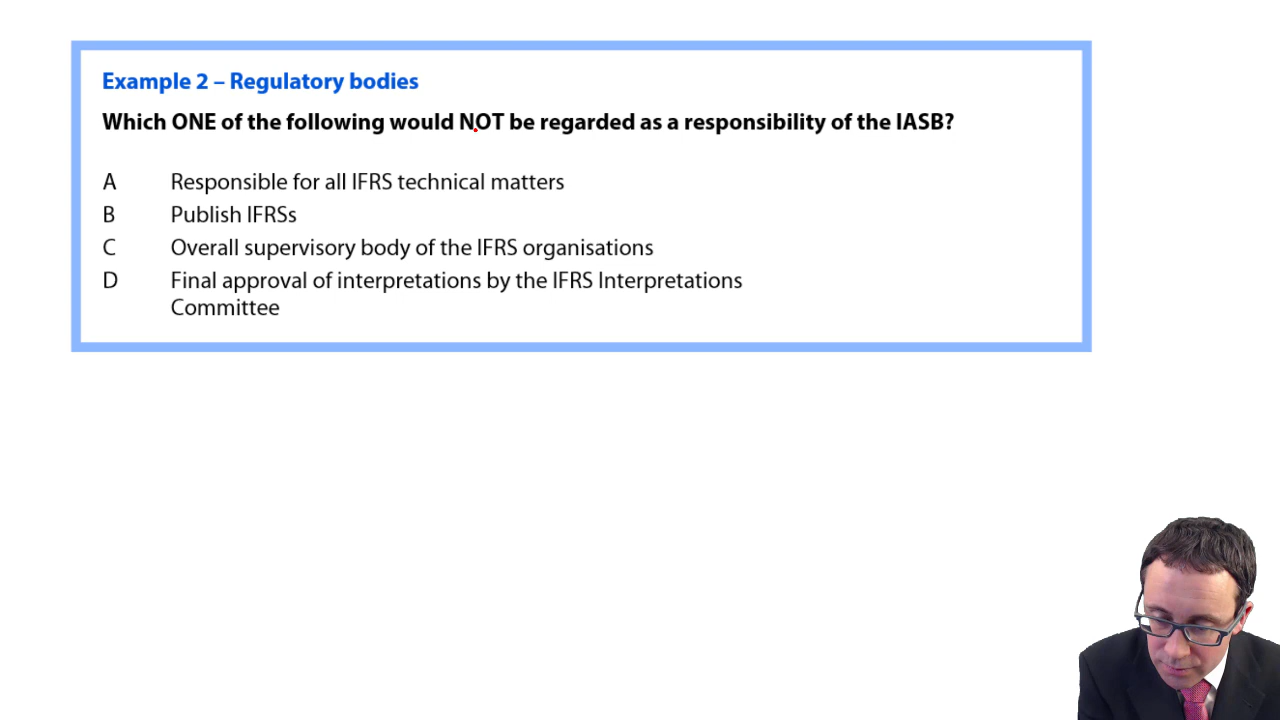 Example 2 – Regulatory bodies
Which ONE of the following would NOT be regarded as a responsibility of the IASB?
A Responsible for all IFRS technical matters
B Publish IFRSs
C Overall supervisory body of the IFRS organisations
D Final approval of interpretations by the IFRS Interpretations
Committee